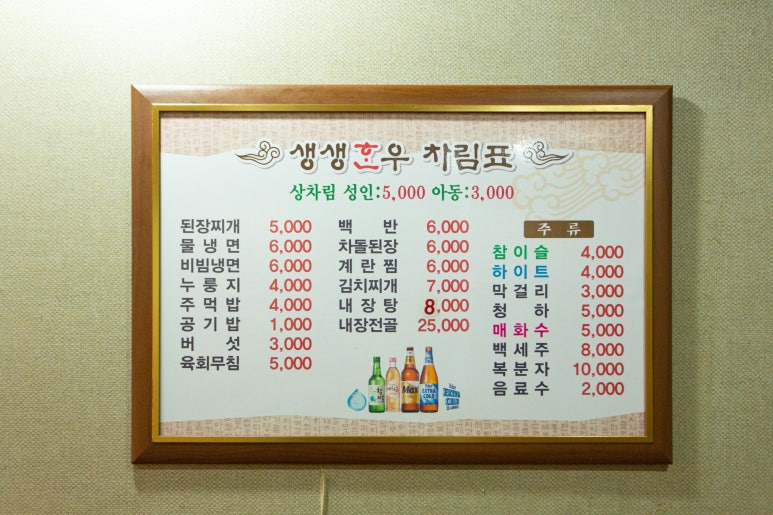 생생한우 차림표
상차림 성인:5,000 아동:3,000
된장찌개 5,000
물냉면 6,000
비빔냉면 6,000
누룽지 4,000
주먹밥 4,000
공기밥 1,000
버섯 3,000
육회무침 5,000
백반 6,000
차돌된장 6,000
계란찜 6,000
김치찌개 7,000
내장탕 8,000
내장전골 25,000
주류
참이슬 4,000
하이트 4,000
막걸리 3,000
청하 5,000
매화수 5,000
백세주 8,000
복분자 10,000
음료수 2,000
Max
EXTRA
COLD